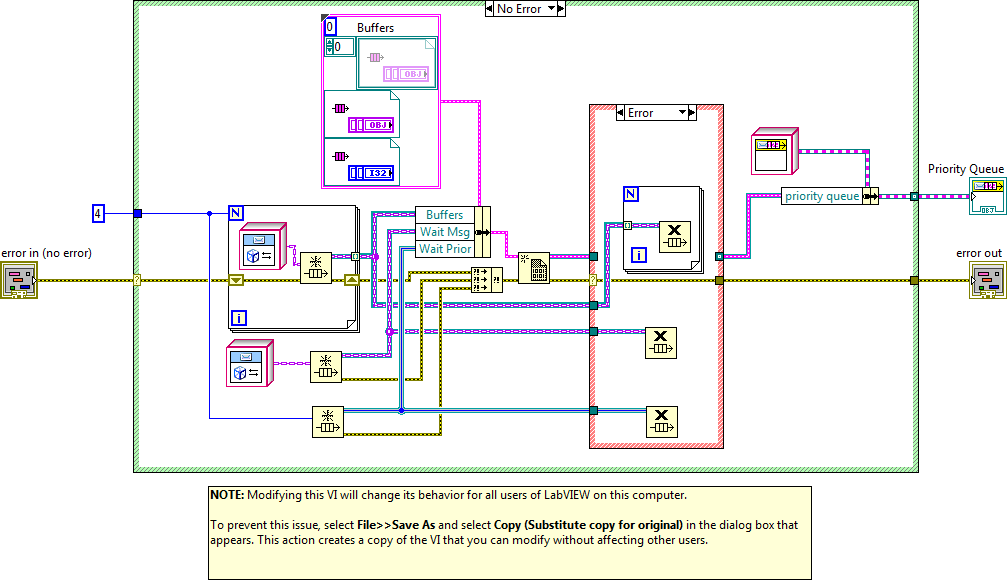 No Error
0
Buffers
0
OBJ
OBJ
I32
Error
Priority Queue
4
N
N
Buffers
priority queue
Wait Msg
Wait Prior
error in (no error)
error out
i
i
OBJ
NOTE: Modifying this VI will change its behavior for all users of LabVIEW on this computer.
To prevent this issue, select File>>Save As and select Copy (Substitute copy for original) in the dialog box that
appears. This action creates a copy of the VI that you can modify without affecting other users.